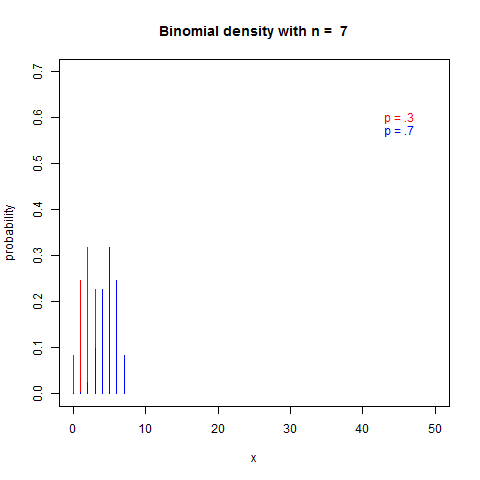 Binomial density with n =  7
0.7
0.6
0.5
0.4
0.3
0.2
0.1
0.0
probability
p = .3
p = .7
0 10 20 30 40 50
x